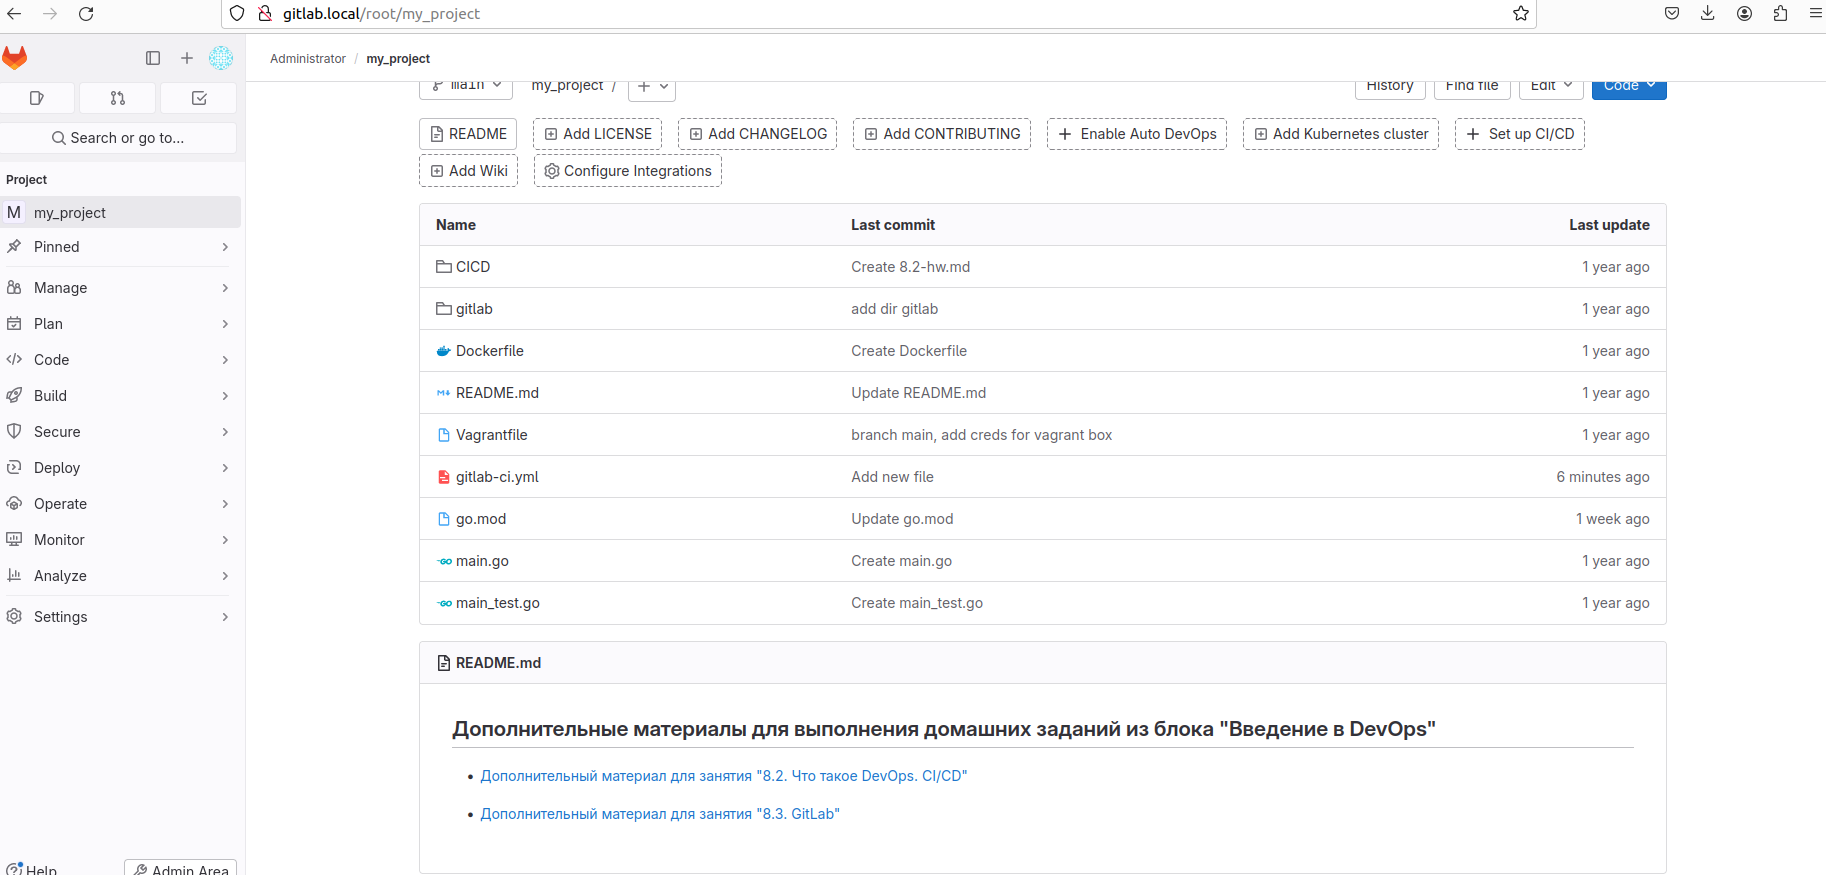 gitlab.local/root/my_project
Administrator / my_project
Search or go to...
Project
M my_project
Pinned
Manage
Plan
Code
Build
Secure
Deploy
Operate
Monitor
Analyze
Settings
Help
Admin Area
main my_project / + History Find file Edit Code
README Add LICENSE Add CHANGELOG Add CONTRIBUTING Enable Auto DevOps Add Kubernetes cluster Set up CI/CD
Add Wiki Configure Integrations
Name Last commit Last update
CICD Create 8.2-hw.md 1 year ago
gitlab add dir gitlab 1 year ago
Dockerfile Create Dockerfile 1 year ago
README.md Update README.md 1 year ago
Vagrantfile branch main, add creds for vagrant box 1 year ago
gitlab-ci.yml Add new file 6 minutes ago
go.mod Update go.mod 1 week ago
main.go Create main.go 1 year ago
main_test.go Create main_test.go 1 year ago
README.md
Дополнительные материалы для выполнения домашних заданий из блока "Введение в DevOps"
• Дополнительный материал для занятия "8.2. Что такое DevOps. CI/CD"
• Дополнительный материал для занятия "8.3. GitLab"